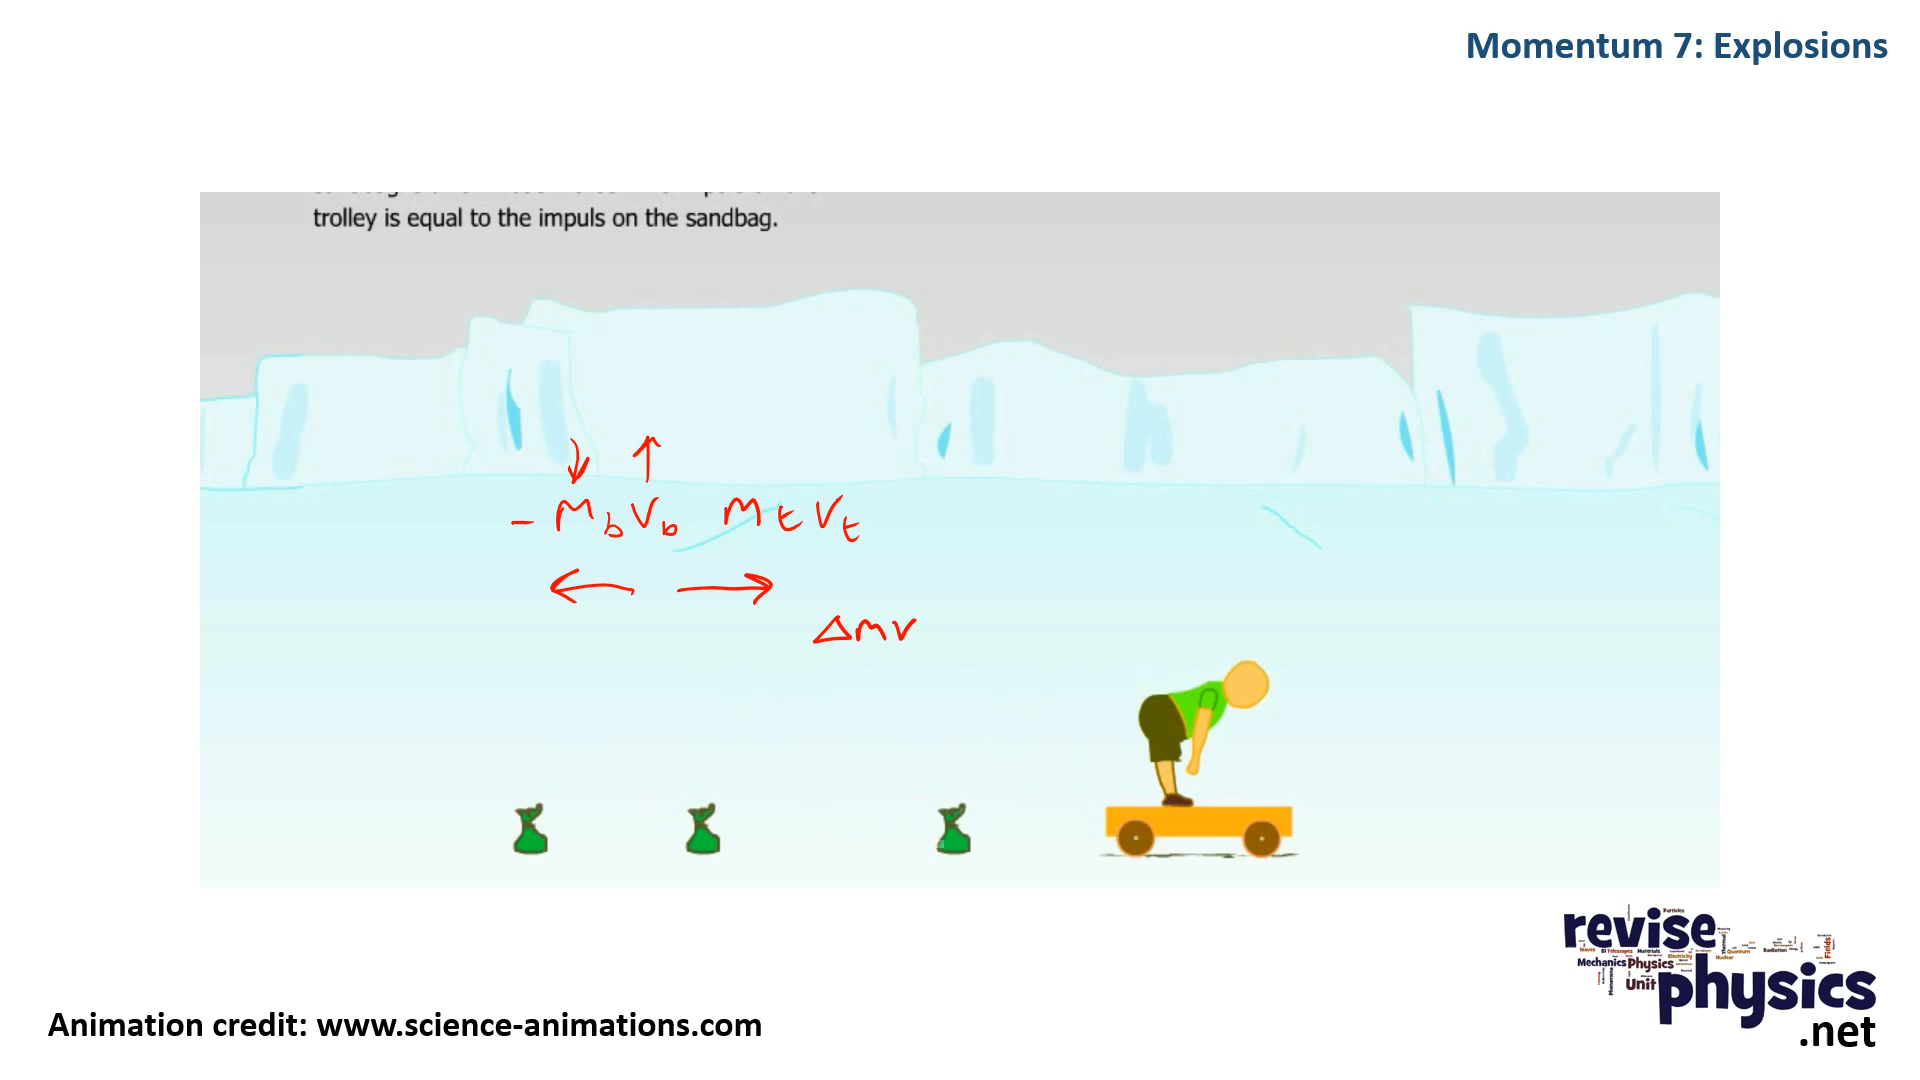 Momentum 7: Explosions
trolley is equal to the impuls on the sandbag.
↓ ↑
- m_b v_b m_t v_t
← →
Δmv
revise
Mechanics Physics
Unit
physics
.net
Animation credit: www.science-animations.com